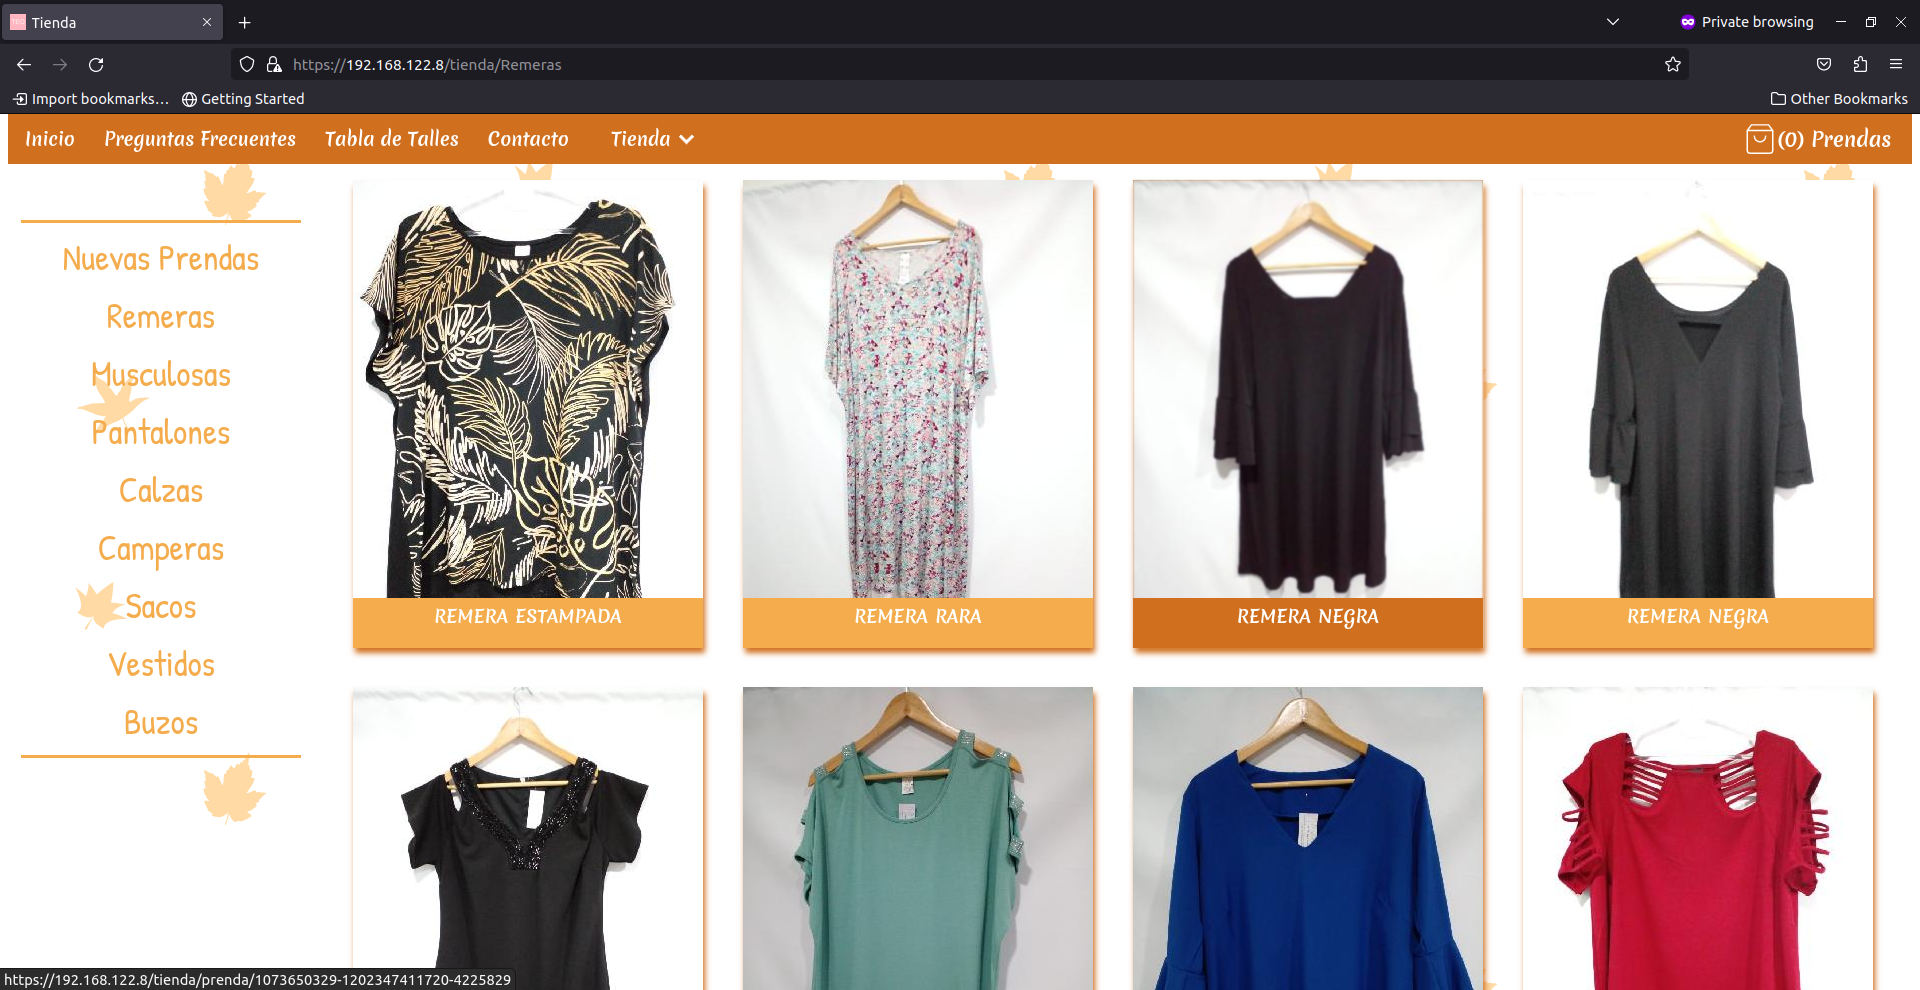 Tienda
Private browsing
https://192.168.122.8/tienda/Remeras
Import bookmarks…
Getting Started
Other Bookmarks
Inicio
Preguntas Frecuentes
Tabla de Talles
Contacto
Tienda
(0) Prendas
Nuevas Prendas
Remeras
Musculosas
Pantalones
Calzas
Camperas
Sacos
Vestidos
Buzos
REMERA ESTAMPADA
REMERA RARA
REMERA NEGRA
REMERA NEGRA
https://192.168.122.8/tienda/prenda/1073650329-1202347411720-4225829